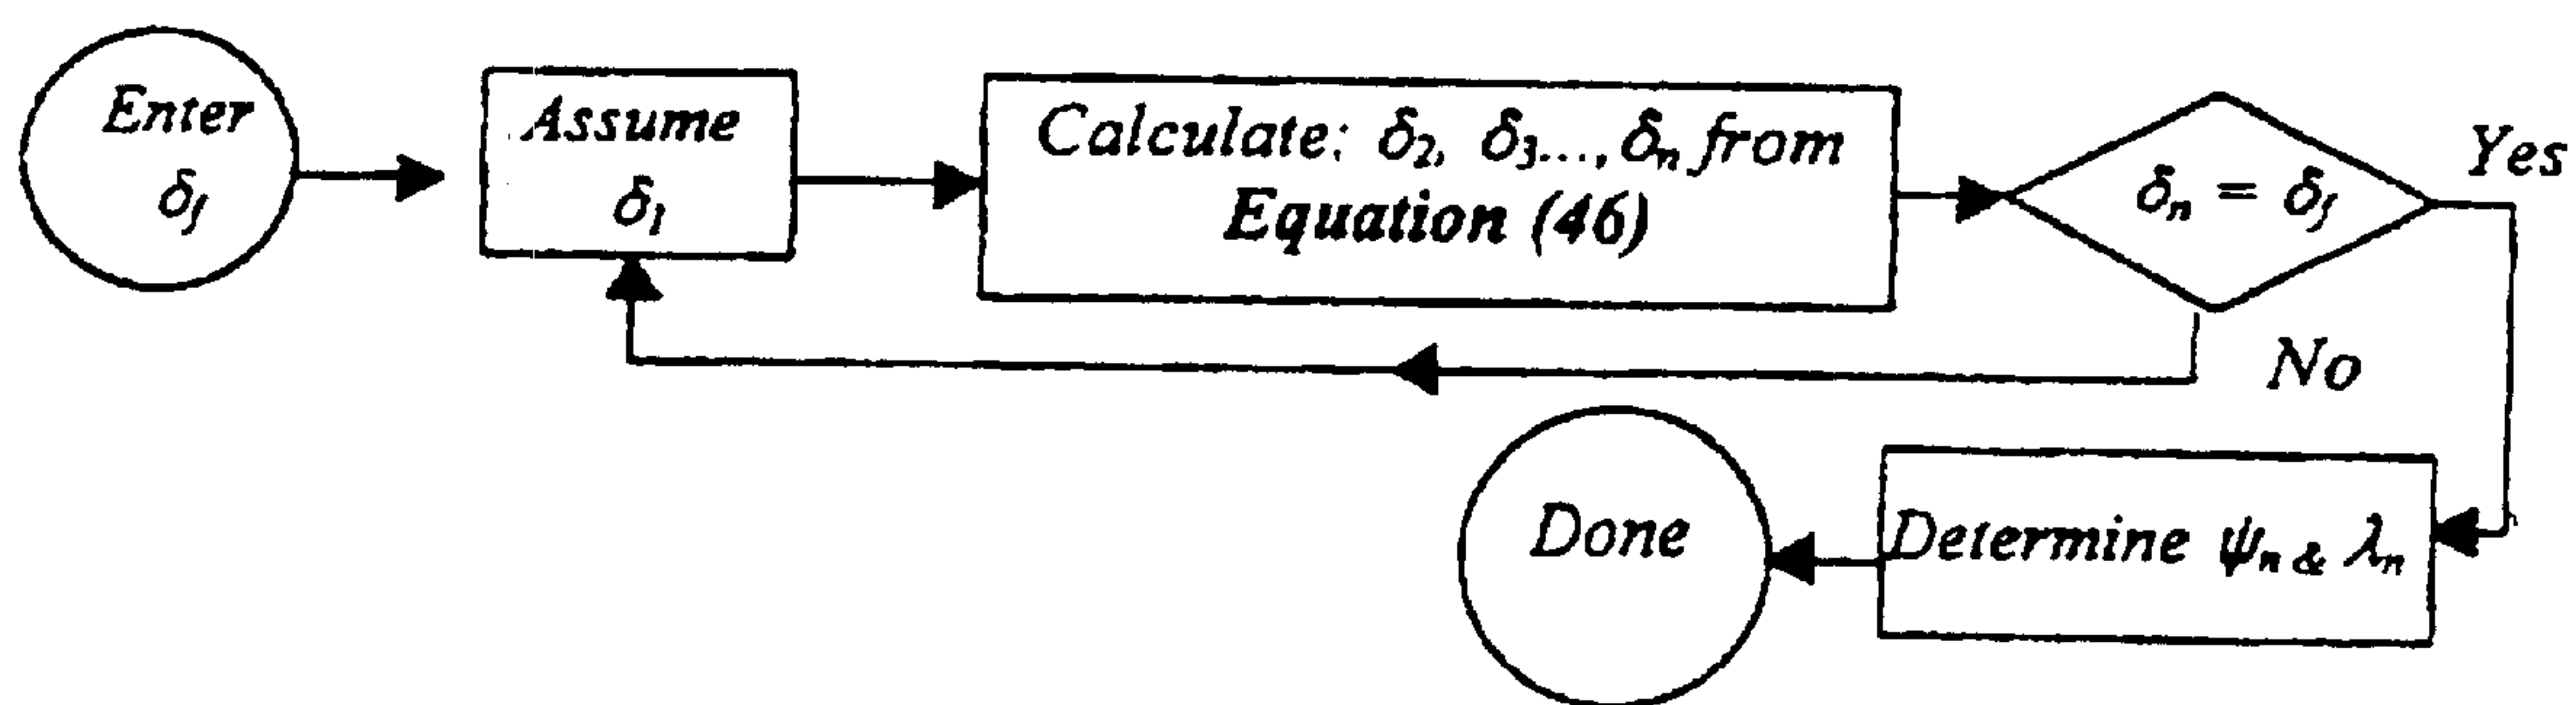 Enter
δf
Assume
δ1
Calculate: δ2, δ3...,δn from
Equation (46)
δn = δf
Yes
No
Determine ψn & λn
Done